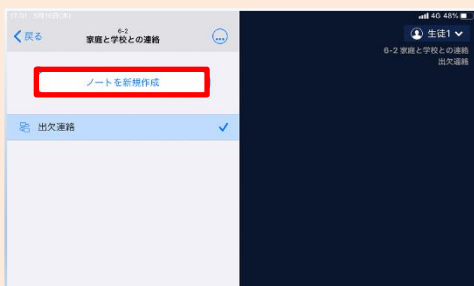 4G 48%
戻る
6-2
家庭と学校との連絡
生徒1
6-2 家庭と学校との連絡
出欠連絡
ノートを新規作成
出欠連絡